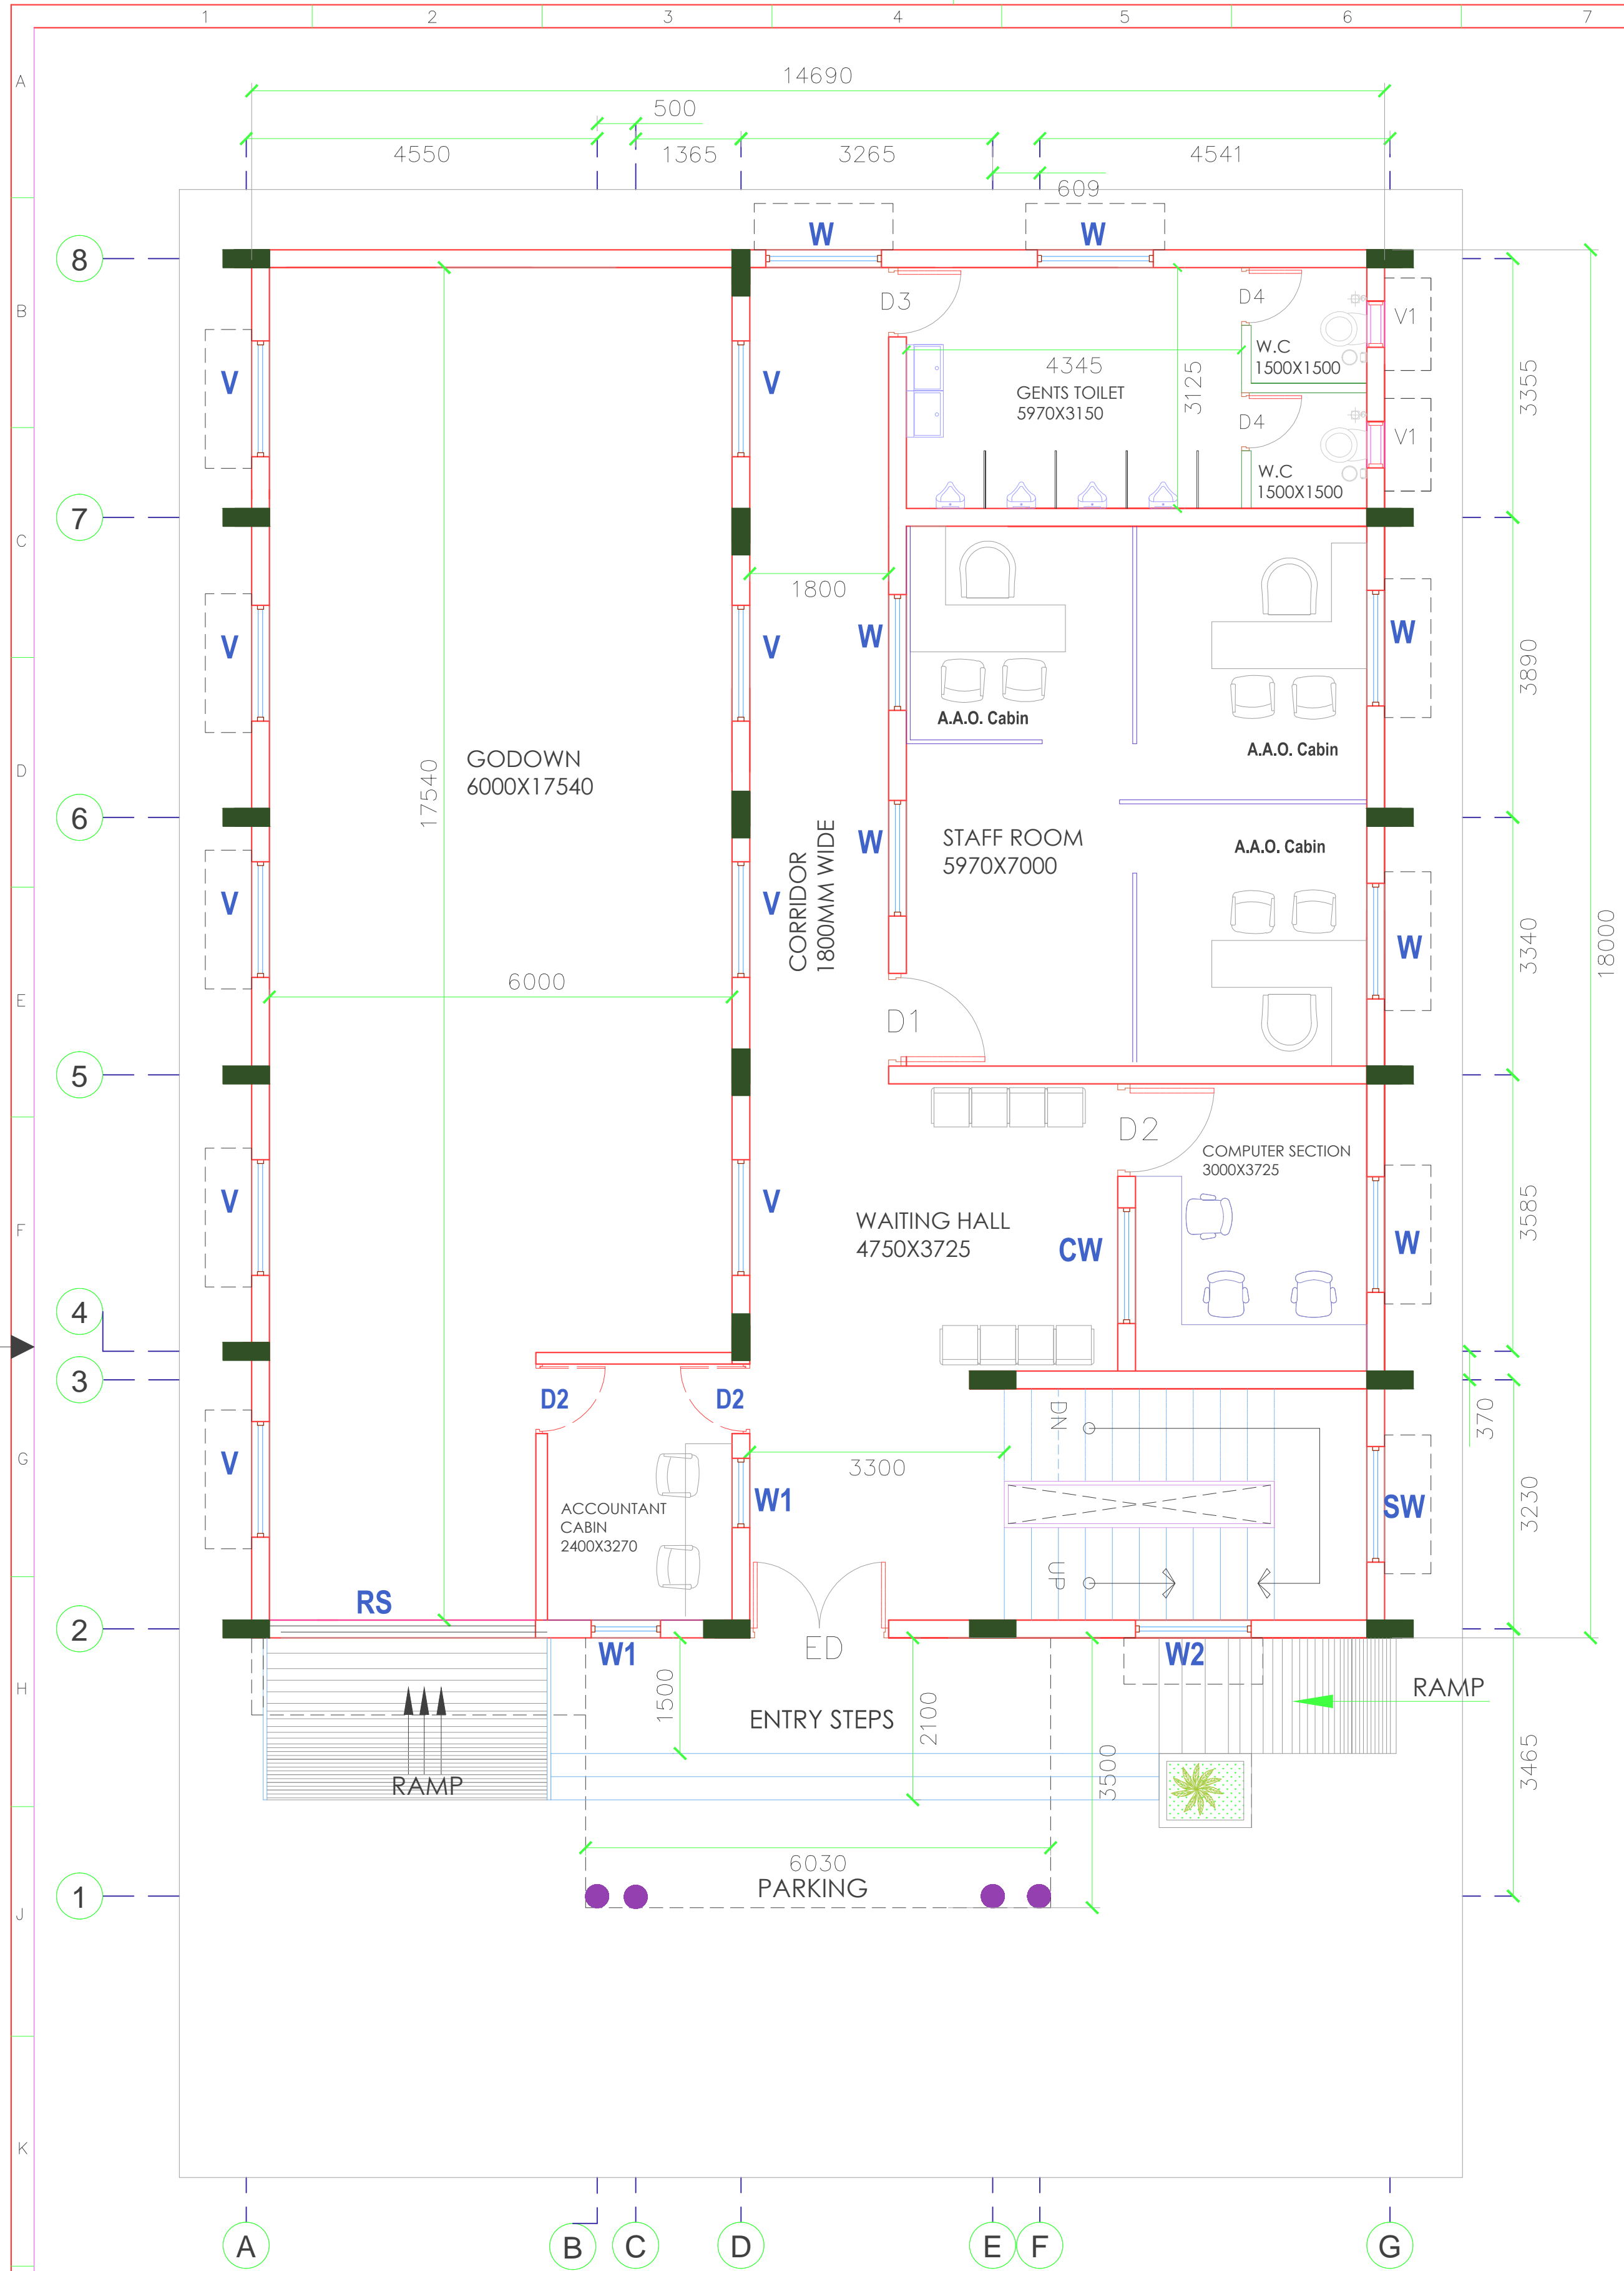 1 2 3 4 5 6 7
14690
500
4550 1365 3265 4541
609
A
W W
8
B
D3 D4 V1
W.C
1500X1500
4345
GENTS TOILET
5970X3150
3125
3355
V V
D4 V1
W.C
1500X1500
7
C
1800
V V W W
3890
A.A.O. Cabin
A.A.O. Cabin
D
GODOWN
6000X17540
17540
6
STAFF ROOM
5970X7000
A.A.O. Cabin
W
CORRIDOR
1800MM WIDE
V V W
3340
18000
6000
E
D1
5
D2
COMPUTER SECTION
3000X3725
V V
F
WAITING HALL
4750X3725
CW W
3585
4
3
D2 D2
DN
370
G
3300
ACCOUNTANT
CABIN
2400X3270
V W1 SW
3230
UP
RS
2
W1 ED W2
H
1500
2100
ENTRY STEPS
RAMP
RAMP
3500
3465
6030
PARKING
1
J
K
A B C D E F G